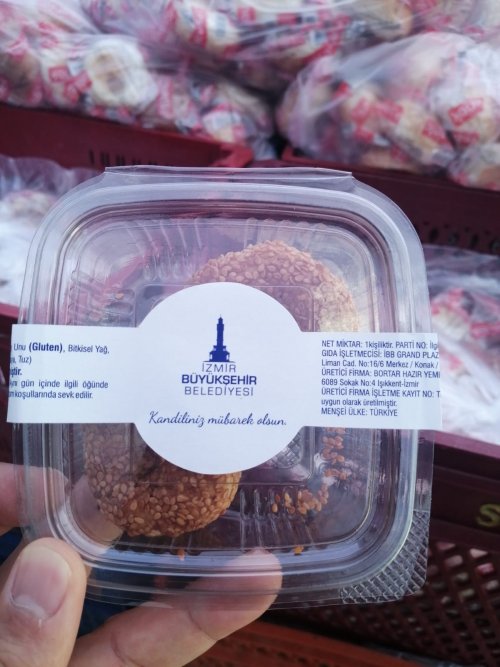 Unu (Gluten), Bitkisel Yağ,
Tuz)
gün içinde ilgili öğünde
koşullarında sevk edilir.
İZMİR
BÜYÜKŞEHİR
BELEDİYESİ
Kandiliniz mübarek olsun.
NET MİKTAR: 1kişiliktir. PARTİ NO: İlg
GIDA İŞLETMECİSİ: İBB GRAND PLAZ
Liman Cad. No:16/6 Merkez / Konak /
ÜRETİCİ FİRMA: BORTAR HAZIR YEM
6089 Sokak No:4 Işıkkent-İzmir
ÜRETİCİ FİRMA İŞLETME KAYIT NO: T
uygun olarak üretilmiştir.
MENŞEİ ÜLKE: TÜRKİYE